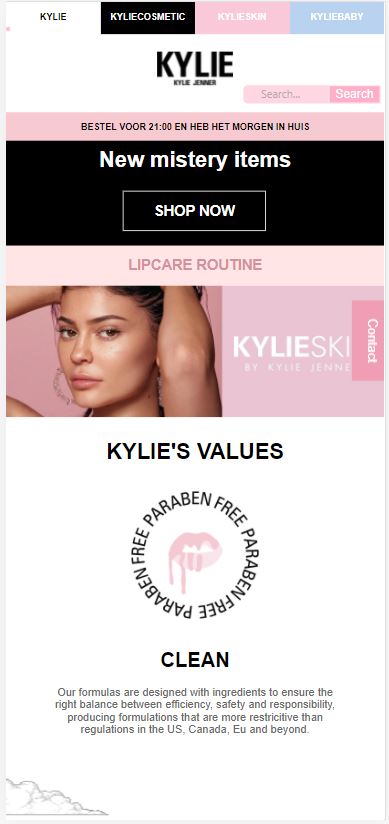 KYLIE KYLIECOSMETIC KYLIESKIN KYLIEBABY
KYLIE
KYLIE JENNER
Search... Search
BESTEL VOOR 21:00 EN HEB HET MORGEN IN HUIS
New mistery items
SHOP NOW
LIPCARE ROUTINE
KYLIESKI
BY KYLIE JENNE
Contact
KYLIE'S VALUES
PARABEN FREE PARABEN FREE PARABEN FREE
CLEAN
Our formulas are designed with ingredients to ensure the
right balance between efficiency, safety and responsibility,
producing formulations that are more restricitive than
regulations in the US, Canada, Eu and beyond.